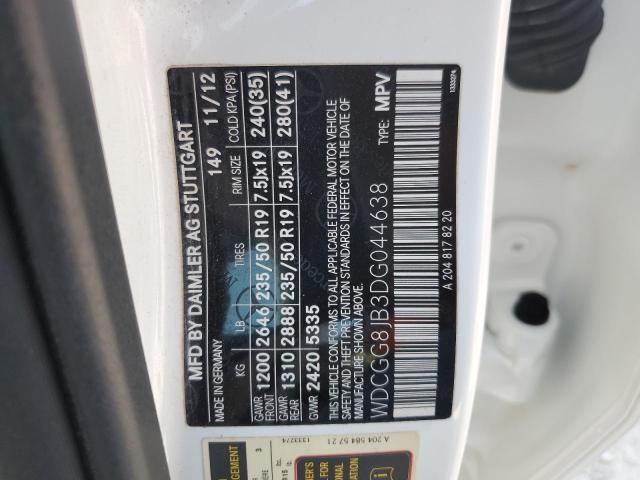 MFD BY DAIMLER AG STUTTGART
MADE IN GERMANY 149 11/12
KG LB TIRES RIM SIZE COLD KPA(PSI)
GAWR FRONT 1200 2646 235/50 R19 7.5Jx19 240(35)
GAWR REAR 1310 2888 235/50 R19 7.5Jx19 280(41)
GVWR 2420 5335
THIS VEHICLE CONFORMS TO ALL APPLICABLE FEDERAL MOTOR VEHICLE
SAFETY & THEFT PREVENTION STANDARDS IN EFFECT ON THE DATE OF
MANUFACTURE SHOWN ABOVE.
WDCGG8JB3DG044638 TYPE: MPV
A 204 817 82 20 1333274
A 204 584 57 21
1333274